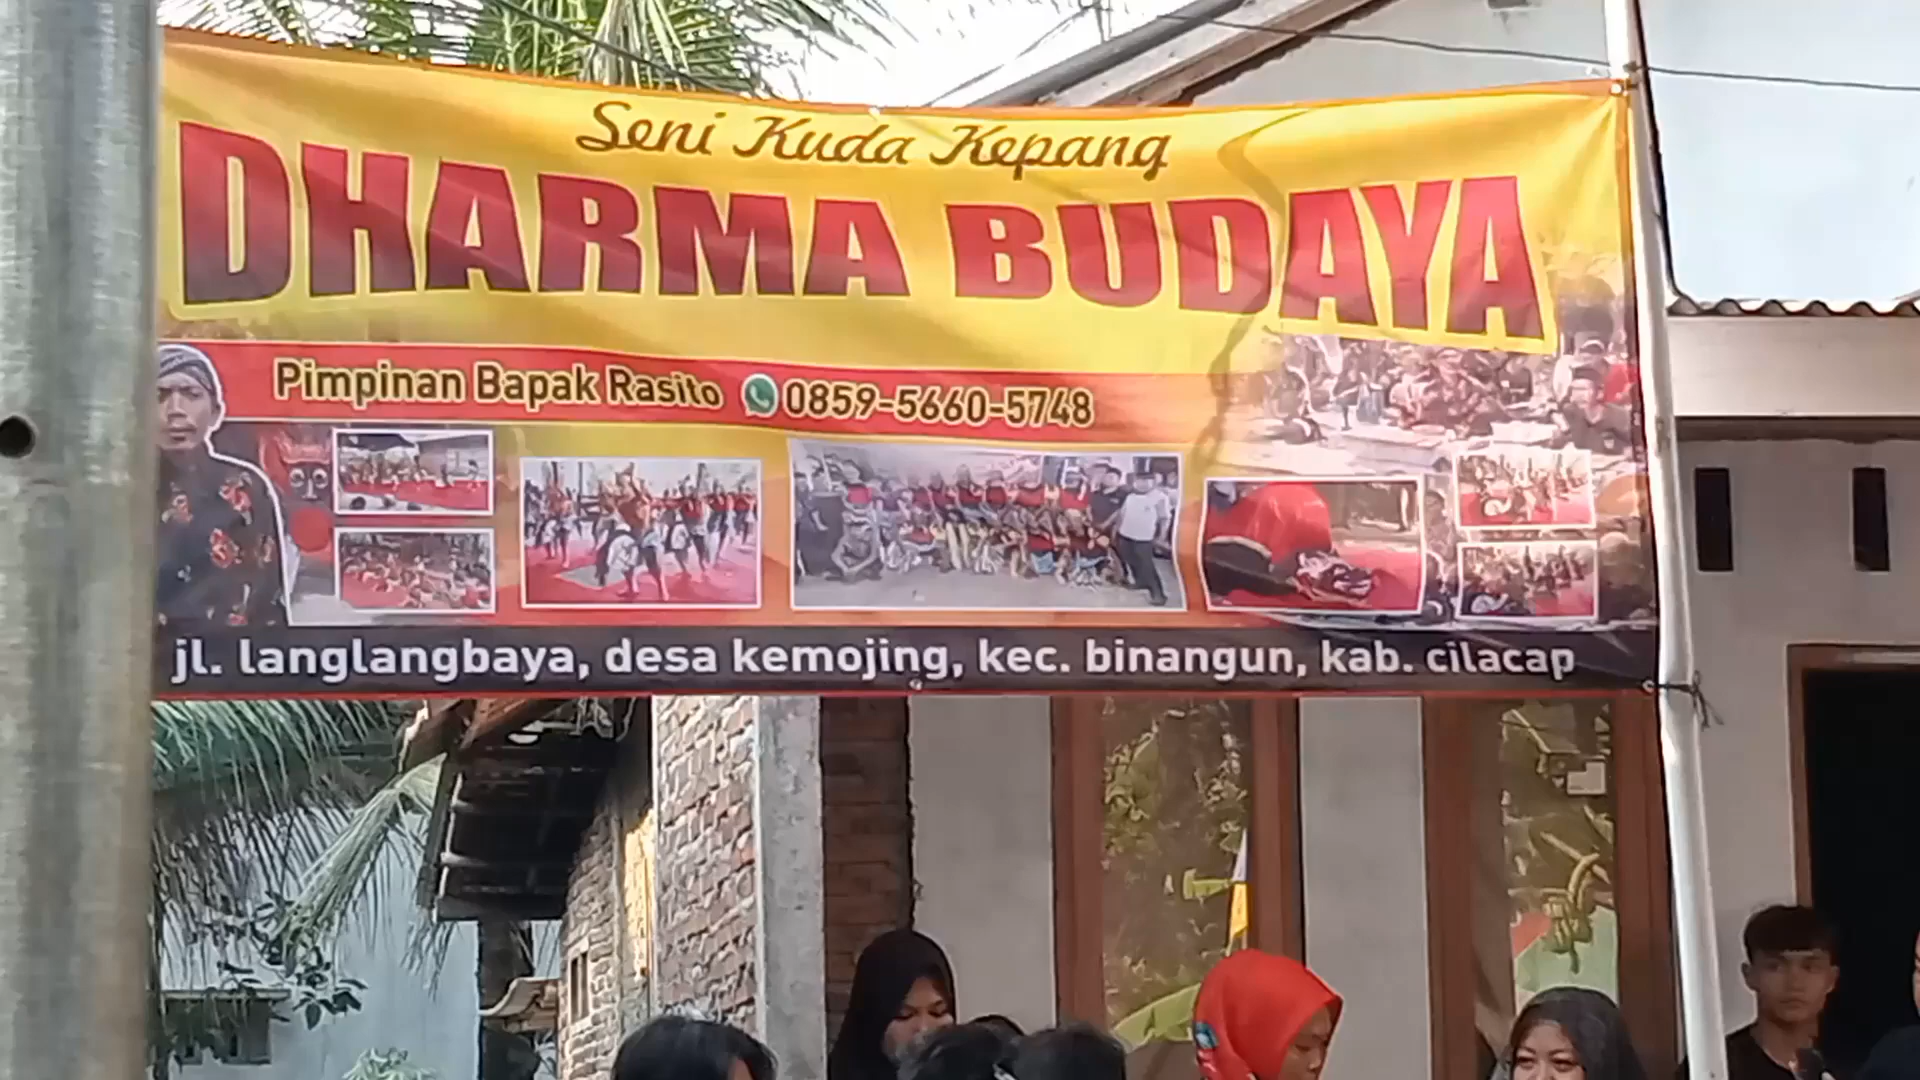 Seni Kuda Kepang
DHARMA BUDAYA
Pimpinan Bapak Rasito 0859-5660-5748
jl. langlangbaya, desa kemojing, kec. binangun, kab. cilacap